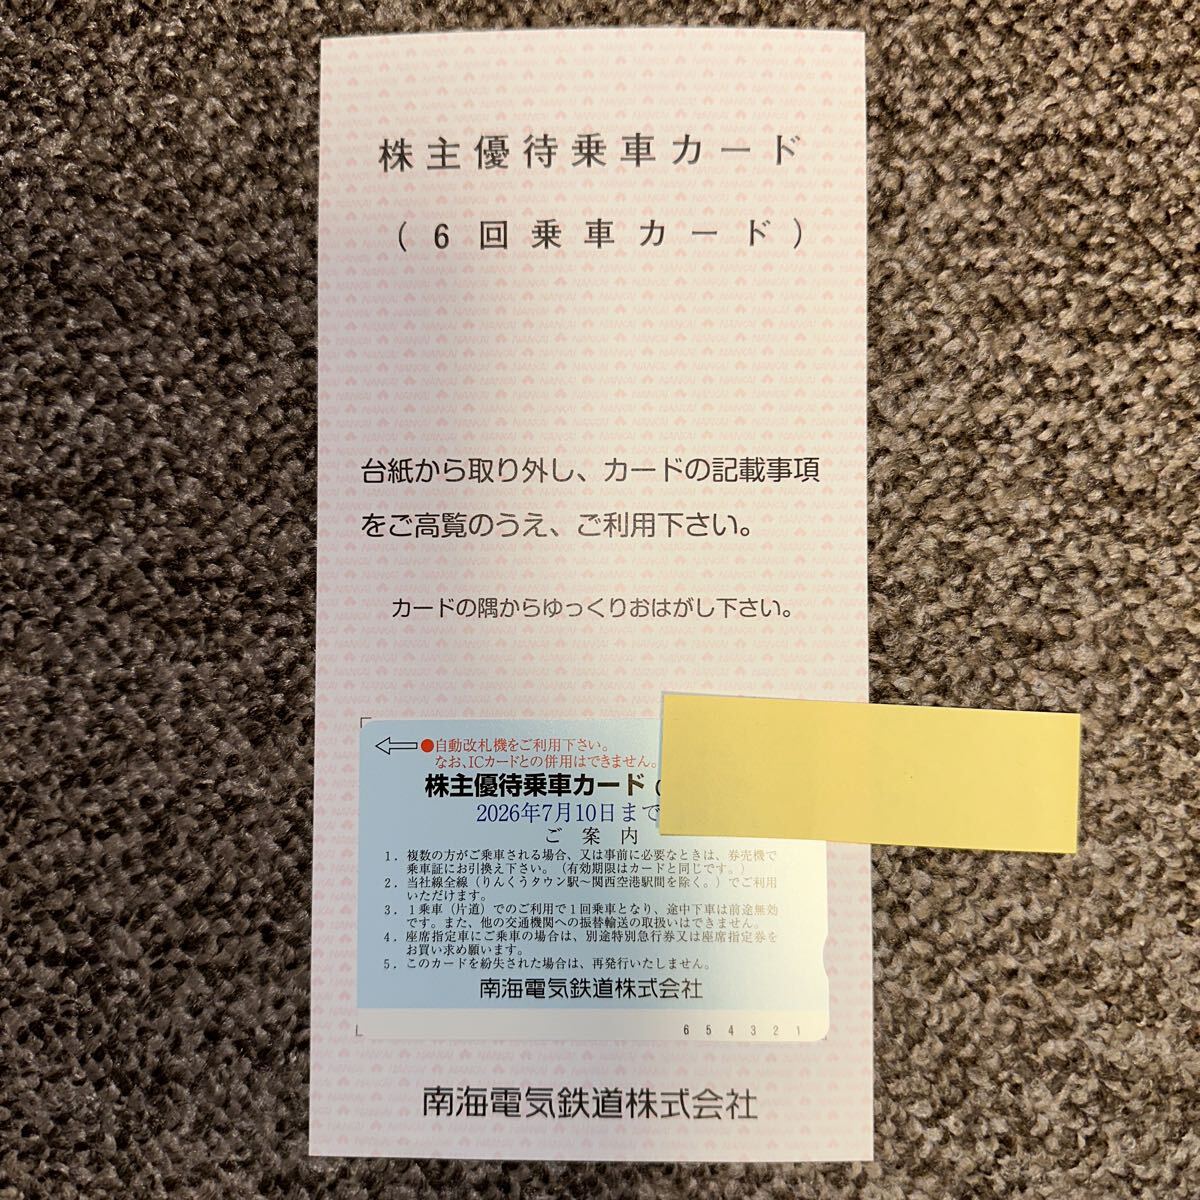 株主優待乗車カード
(6回乗車カード)
台紙から取り外し、カードの記載事項
をご高覧のうえ、ご利用下さい。
カードの隅からゆっくりおはがし下さい。
●自動改札機をご利用下さい。
なお、ICカードとの併用はできません。
株主優待乗車カード(
2026年7月10日まで
ご案内
1．複数の方がご乗車される場合、又は事前に必要なときは、券売機で
乗車証にお引換え下さい。(有効期限はカードと同じです。)
2．当社線全線(りんくうタウン駅～関西空港駅間を除く。)でご利用
いただけます。
3．1乗車(片道)でのご利用で1回乗車となり、途中下車は前途無効
です。また、他の交通機関への振替輸送の取扱いはできません。
4．座席指定車にご乗車の場合は、別途特別急行券又は座席指定券を
お買い求め願います。
5．このカードを紛失された場合は、再発行いたしません。
南海電気鉄道株式会社
6 5 4 3 2 1
南海電気鉄道株式会社